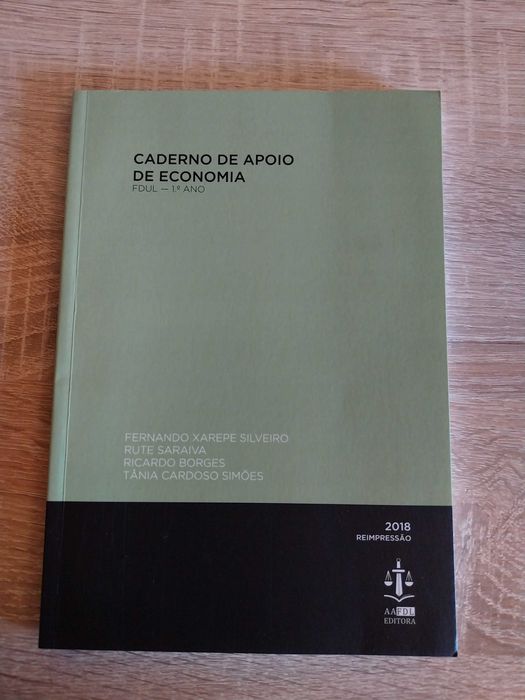 CADERNO DE APOIO
DE ECONOMIA
FDUL — 1.º ANO
FERNANDO XAREPE SILVEIRO
RUTE SARAIVA
RICARDO BORGES
TÂNIA CARDOSO SIMÕES
2018
REIMPRESSÃO
AAFDL
EDITORA